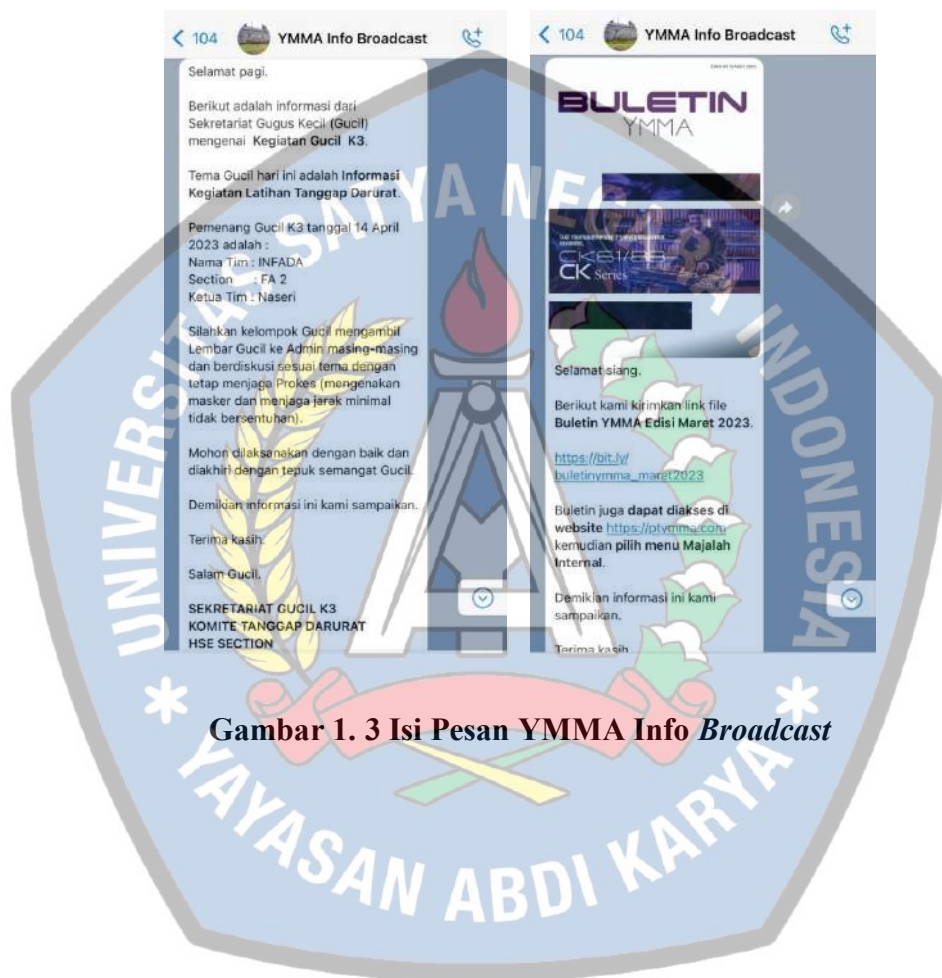 104 YMMA Info Broadcast
Selamat pagi.
Berikut adalah informasi dari
Sekretariat Gugus Kecil (Gucil)
mengenai Kegiatan Gucil K3.
Tema Gucil hari ini adalah Informasi
Kegiatan Latihan Tanggap Darurat.
Pemenang Gucil K3 tanggal 14 April
2023 adalah :
Nama Tim : INFADA
Section : FA 2
Ketua Tim : Naseri
Silahkan kelompok Gucil mengambil
Lembar Gucil ke Admin masing-masing
dan berdiskusi sesuai tema dengan
tetap menjaga Prokes (mengenakan
masker dan menjaga jarak minimal
tidak bersentuhan).
Mohon dilaksanakan dengan baik dan
diakhiri dengan tepuk semangat Gucil.
Demikian informasi ini kami sampaikan.
Terima kasih.
Salam Gucil,
SEKRETARIAT GUCIL K3
KOMITE TANGGAP DARURAT
HSE SECTION
104 YMMA Info Broadcast
BULETIN
YMMA
CK61/88
CK Series
Selamat siang.
Berikut kami kirimkan link file
Buletin YMMA Edisi Maret 2023.
https://bit.ly/
buletinymma_maret2023
Buletin juga dapat diakses di
website https://ptymma.com
kemudian pilih menu Majalah
Internal.
Demikian informasi ini kami
sampaikan.
Terima kasih
Gambar 1. 3 Isi Pesan YMMA Info Broadcast
UNIVERSITAS SATYA NEGARA INDONESIA
YAYASAN ABDI KARYA